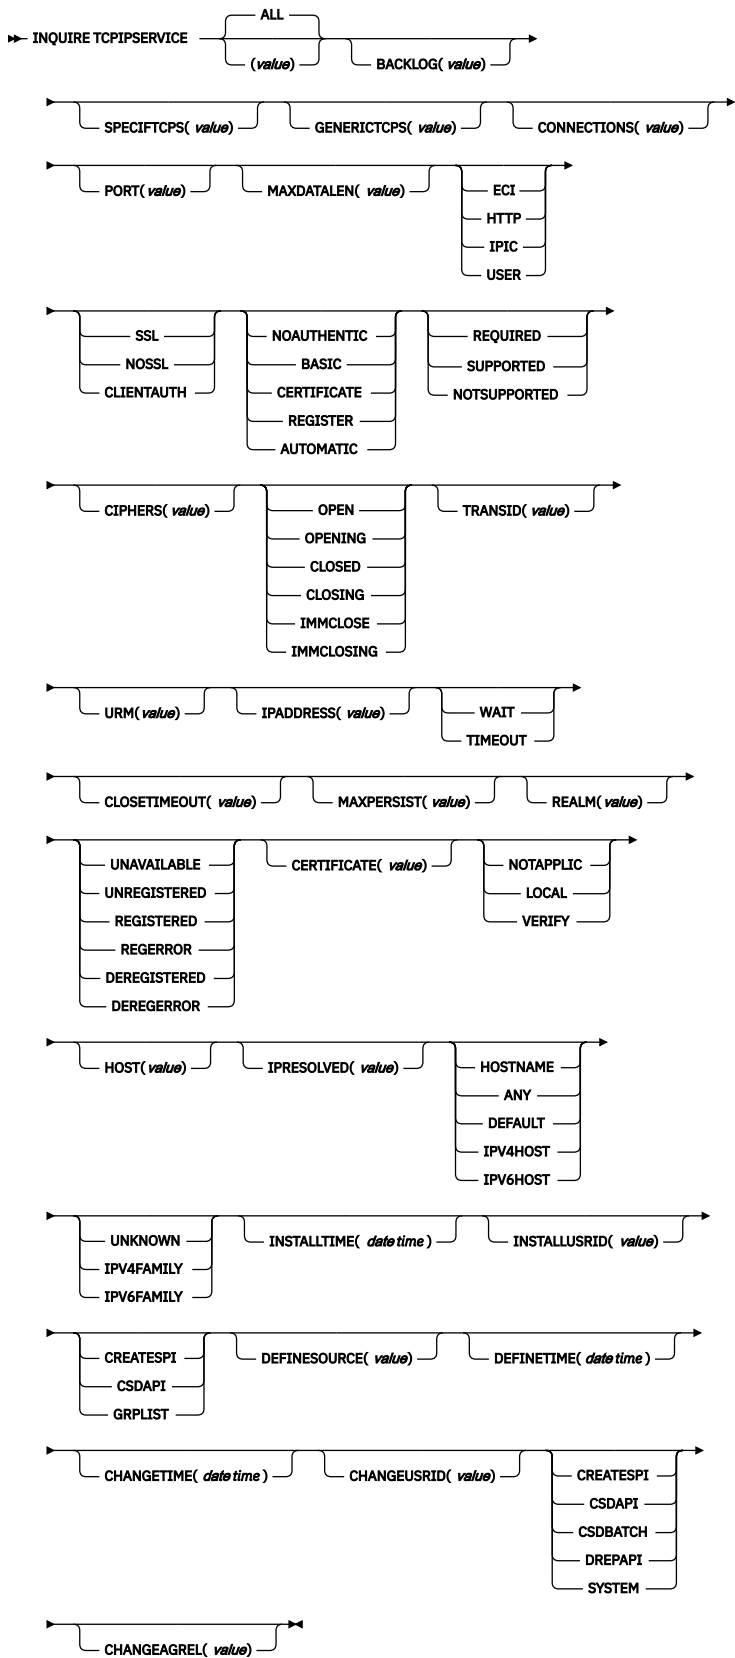 ALL
INQUIRE TCPIPSERVICE
(value)
BACKLOG( value)
SPECIFTCPS( value)
GENERICTCPS( value)
CONNECTIONS( value)
PORT(value)
MAXDATALEN( value)
ECI
HTTP
IPIC
USER
SSL
NOSSL
CLIENTAUTH
NOAUTHENTIC
BASIC
CERTIFICATE
REGISTER
AUTOMATIC
REQUIRED
SUPPORTED
NOTSUPPORTED
CIPHERS( value)
OPEN
OPENING
CLOSED
CLOSING
IMMCLOSE
IMMCLOSING
TRANSID( value)
URM(value)
IPADDRESS( value)
WAIT
TIMEOUT
CLOSETIMEOUT( value)
MAXPERSIST( value)
REALM(value)
UNAVAILABLE
UNREGISTERED
REGISTERED
REGERROR
DEREGISTERED
DEREGERROR
CERTIFICATE( value)
NOTAPPLIC
LOCAL
VERIFY
HOST(value)
IPRESOLVED( value)
HOSTNAME
ANY
DEFAULT
IPV4HOST
IPV6HOST
UNKNOWN
IPV4FAMILY
IPV6FAMILY
INSTALLTIME( date time )
INSTALLUSRID( value)
CREATESPI
CSDAPI
GRPLIST
DEFINESOURCE( value)
DEFINETIME( date time )
CHANGETIME( date time )
CHANGEUSRID( value)
CREATESPI
CSDAPI
CSDBATCH
DREPAPI
SYSTEM
CHANGEAGREL( value)